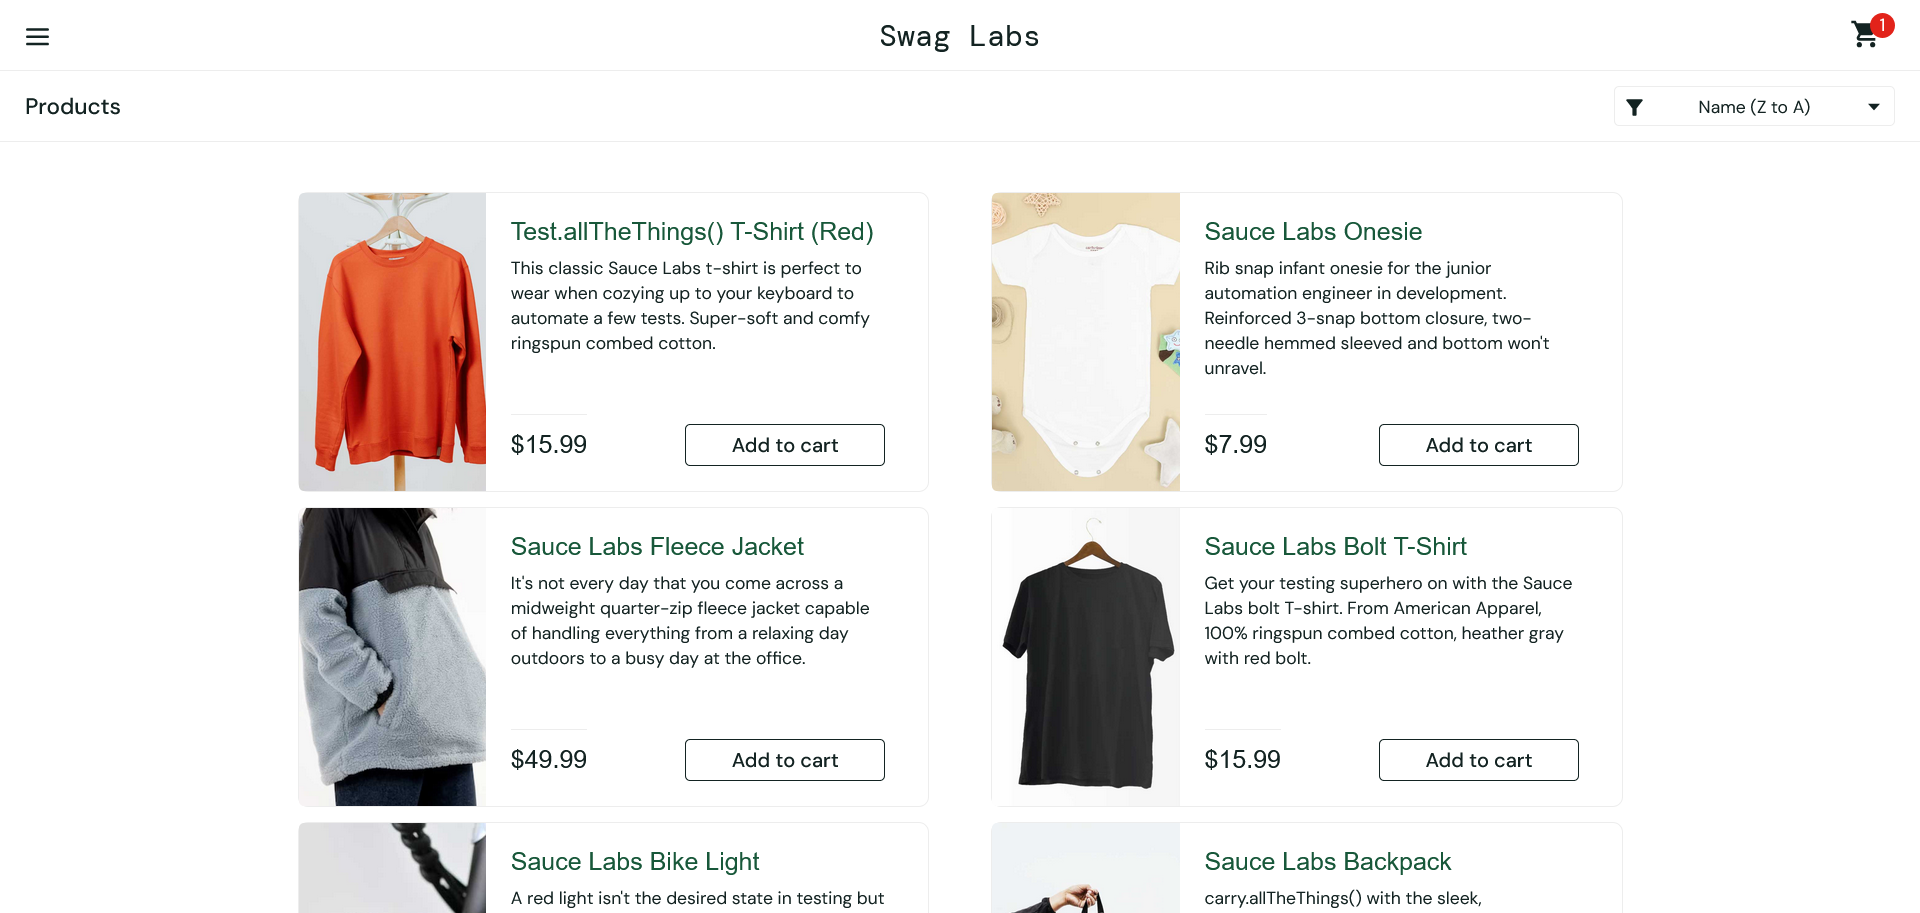 Swag Labs
1
Products
Name (Z to A)
Test.allTheThings() T-Shirt (Red)
This classic Sauce Labs t-shirt is perfect to
wear when cozying up to your keyboard to
automate a few tests. Super-soft and comfy
ringspun combed cotton.
$15.99
Add to cart
Sauce Labs Onesie
Rib snap infant onesie for the junior
automation engineer in development.
Reinforced 3-snap bottom closure, two-
needle hemmed sleeved and bottom won't
unravel.
$7.99
Add to cart
Sauce Labs Fleece Jacket
It's not every day that you come across a
midweight quarter-zip fleece jacket capable
of handling everything from a relaxing day
outdoors to a busy day at the office.
$49.99
Add to cart
Sauce Labs Bolt T-Shirt
Get your testing superhero on with the Sauce
Labs bolt T-shirt. From American Apparel,
100% ringspun combed cotton, heather gray
with red bolt.
$15.99
Add to cart
Sauce Labs Bike Light
A red light isn't the desired state in testing but
Sauce Labs Backpack
carry.allTheThings() with the sleek,